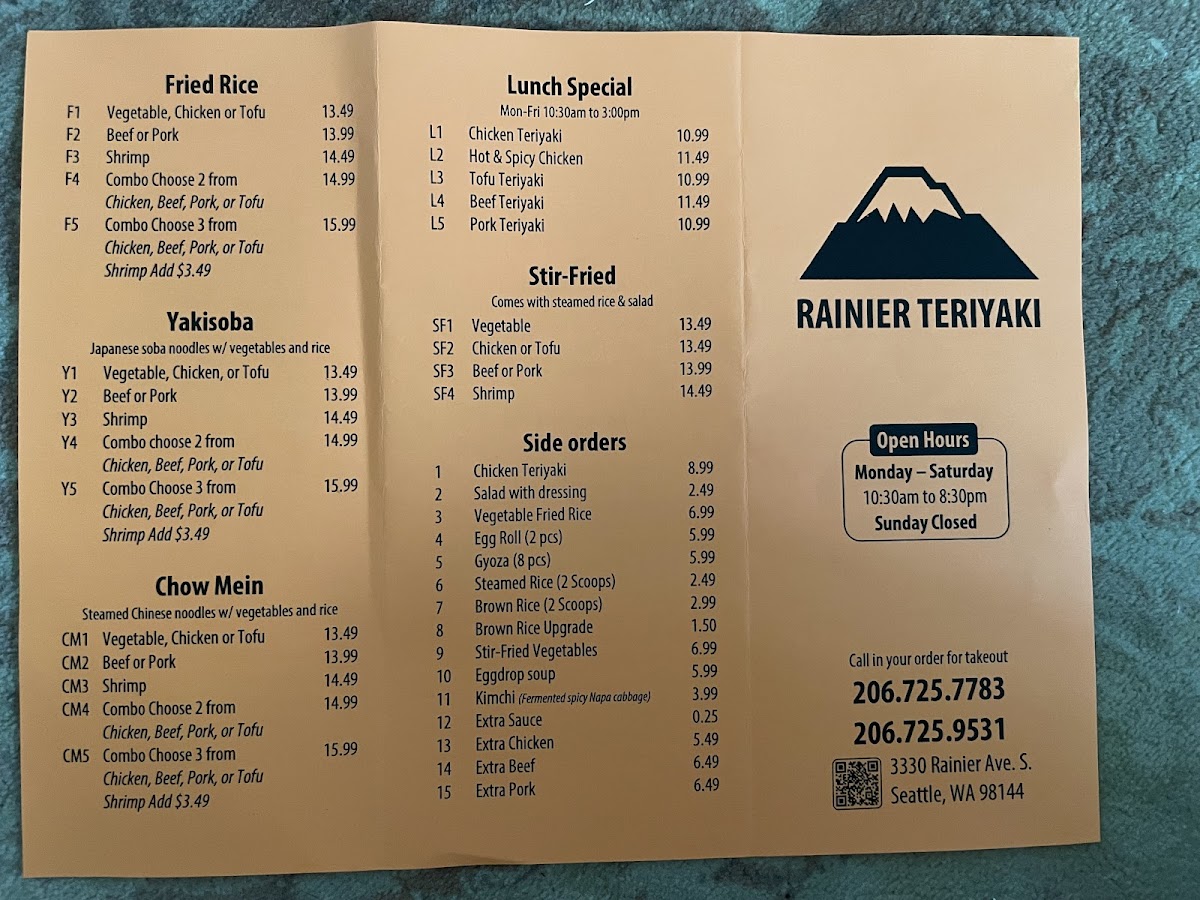 Fried Rice
F1 Vegetable, Chicken or Tofu 13.49
F2 Beef or Pork 13.99
F3 Shrimp 14.49
F4 Combo Choose 2 from 14.99
Chicken, Beef, Pork, or Tofu
F5 Combo Choose 3 from 15.99
Chicken, Beef, Pork, or Tofu
Shrimp Add $3.49
Yakisoba
Japanese soba noodles w/ vegetables and rice
Y1 Vegetable, Chicken, or Tofu 13.49
Y2 Beef or Pork 13.99
Y3 Shrimp 14.49
Y4 Combo choose 2 from 14.99
Chicken, Beef, Pork, or Tofu
Y5 Combo Choose 3 from 15.99
Chicken, Beef, Pork, or Tofu
Shrimp Add $3.49
Chow Mein
Steamed Chinese noodles w/ vegetables and rice
CM1 Vegetable, Chicken or Tofu 13.49
CM2 Beef or Pork 13.99
CM3 Shrimp 14.49
CM4 Combo Choose 2 from 14.99
Chicken, Beef, Pork, or Tofu
CM5 Combo Choose 3 from 15.99
Chicken, Beef, Pork, or Tofu
Shrimp Add $3.49
Lunch Special
Mon-Fri 10:30am to 3:00pm
L1 Chicken Teriyaki 10.99
L2 Hot & Spicy Chicken 11.49
L3 Tofu Teriyaki 10.99
L4 Beef Teriyaki 11.49
L5 Pork Teriyaki 10.99
Stir-Fried
Comes with steamed rice & salad
SF1 Vegetable 13.49
SF2 Chicken or Tofu 13.49
SF3 Beef or Pork 13.99
SF4 Shrimp 14.49
Side orders
1 Chicken Teriyaki 8.99
2 Salad with dressing 2.49
3 Vegetable Fried Rice 6.99
4 Egg Roll (2 pcs) 5.99
5 Gyoza (8 pcs) 5.99
6 Steamed Rice (2 Scoops) 2.49
7 Brown Rice (2 Scoops) 2.99
8 Brown Rice Upgrade 1.50
9 Stir-Fried Vegetables 6.99
10 Eggdrop soup 5.99
11 Kimchi (Fermented spicy Napa cabbage) 3.99
12 Extra Sauce 0.25
13 Extra Chicken 5.49
14 Extra Beef 6.49
15 Extra Pork 6.49
RAINIER TERIYAKI
Open Hours
Monday – Saturday
10:30am to 8:30pm
Sunday Closed
Call in your order for takeout
206.725.7783
206.725.9531
3330 Rainier Ave. S.
Seattle, WA 98144